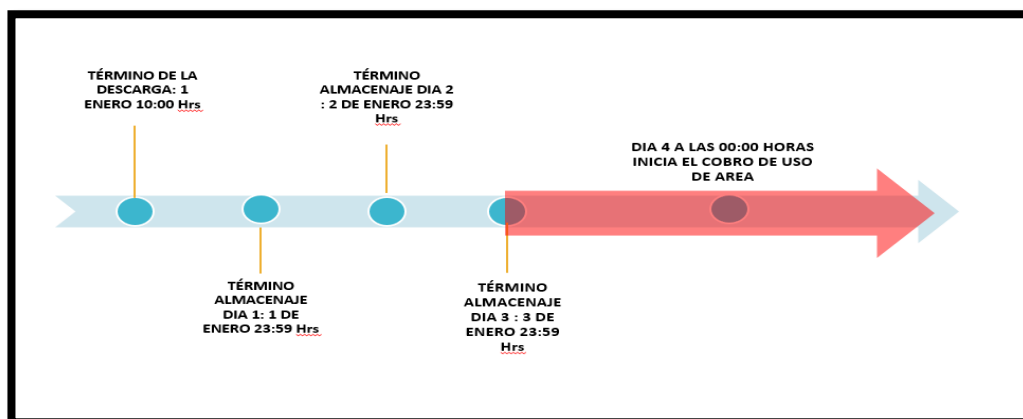 TÉRMINO DE LA
DESCARGA: 1
ENERO 10:00 Hrs
TÉRMINO
ALMACENAJE
DIA 1: 1 DE
ENERO 23:59 Hrs
TÉRMINO
ALMACENAJE DIA 2
: 2 DE ENERO 23:59
Hrs
TÉRMINO
ALMACENAJE
DIA 3 : 3 DE
ENERO 23:59
Hrs
DIA 4 A LAS 00:00 HORAS
INICIA EL COBRO DE USO
DE AREA